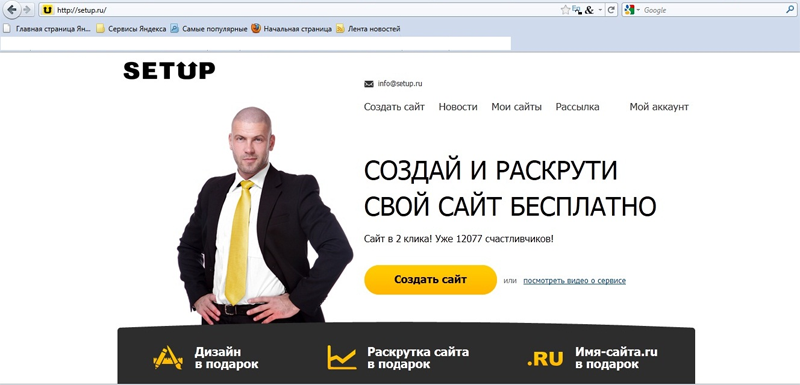 http://setup.ru/
Google
Главная страница Ян...
Сервисы Яндекса
Самые популярные
Начальная страница
Лента новостей
SETUP
info@setup.ru
Создать сайт Новости Мои сайты Рассылка Мой аккаунт
СОЗДАЙ И РАСКРУТИ
СВОЙ САЙТ БЕСПЛАТНО
Сайт в 2 клика! Уже 12077 счастливчиков!
Создать сайт или посмотреть видео о сервисе
Дизайн
в подарок
Раскрутка сайта
в подарок
.RU
Имя-сайта.ru
в подарок